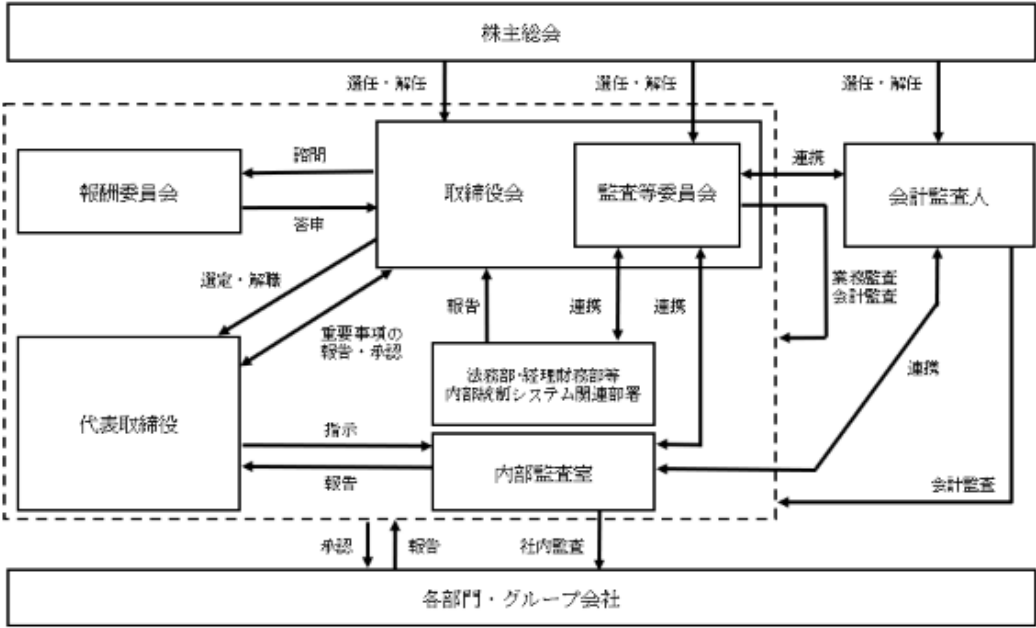 株主総会
選任・解任
選任・解任
選任・解任
報酬委員会
諮問
答申
取締役会
監査等委員会
連携
会計監査人
選定・解職
重要事項の
報告・承認
報告
連携
連携
業務監査
会計監査
連携
法務部・経理財務部等
内部統制システム関連部署
代表取締役
指示
報告
内部監査室
会計監査
承認
報告
社内監査
各部門・グループ会社